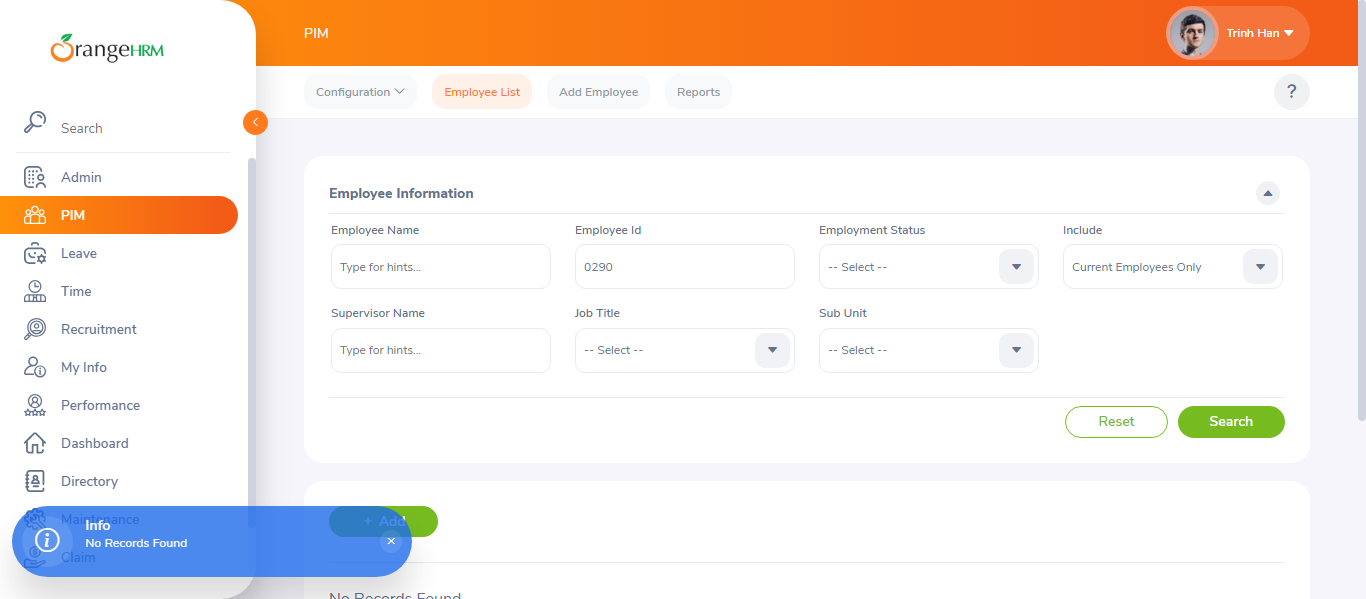 OrangeHRM
PIM
Trinh Han
Configuration
Employee List
Add Employee
Reports
?
Search
Admin
PIM
Leave
Time
Recruitment
My Info
Performance
Dashboard
Directory
Maintenance
Claim
Employee Information
Employee Name
Employee Id
Employment Status
Include
Type for hints...
0290
-- Select --
Current Employees Only
Supervisor Name
Job Title
Sub Unit
Type for hints...
-- Select --
-- Select --
Reset
Search
+ Add
No Records Found
Info
No Records Found
×